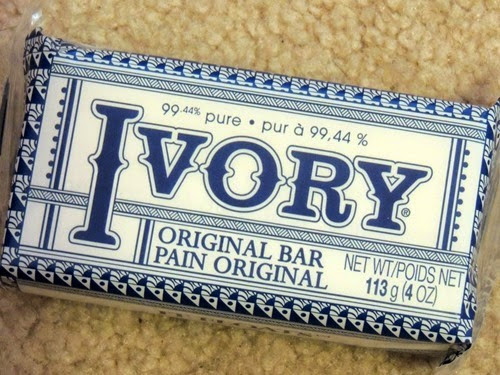 99.44% pure • pur à 99,44 %
IVORY®
ORIGINAL BAR
PAIN ORIGINAL
NET WT/POIDS NET
113 g (4 OZ)